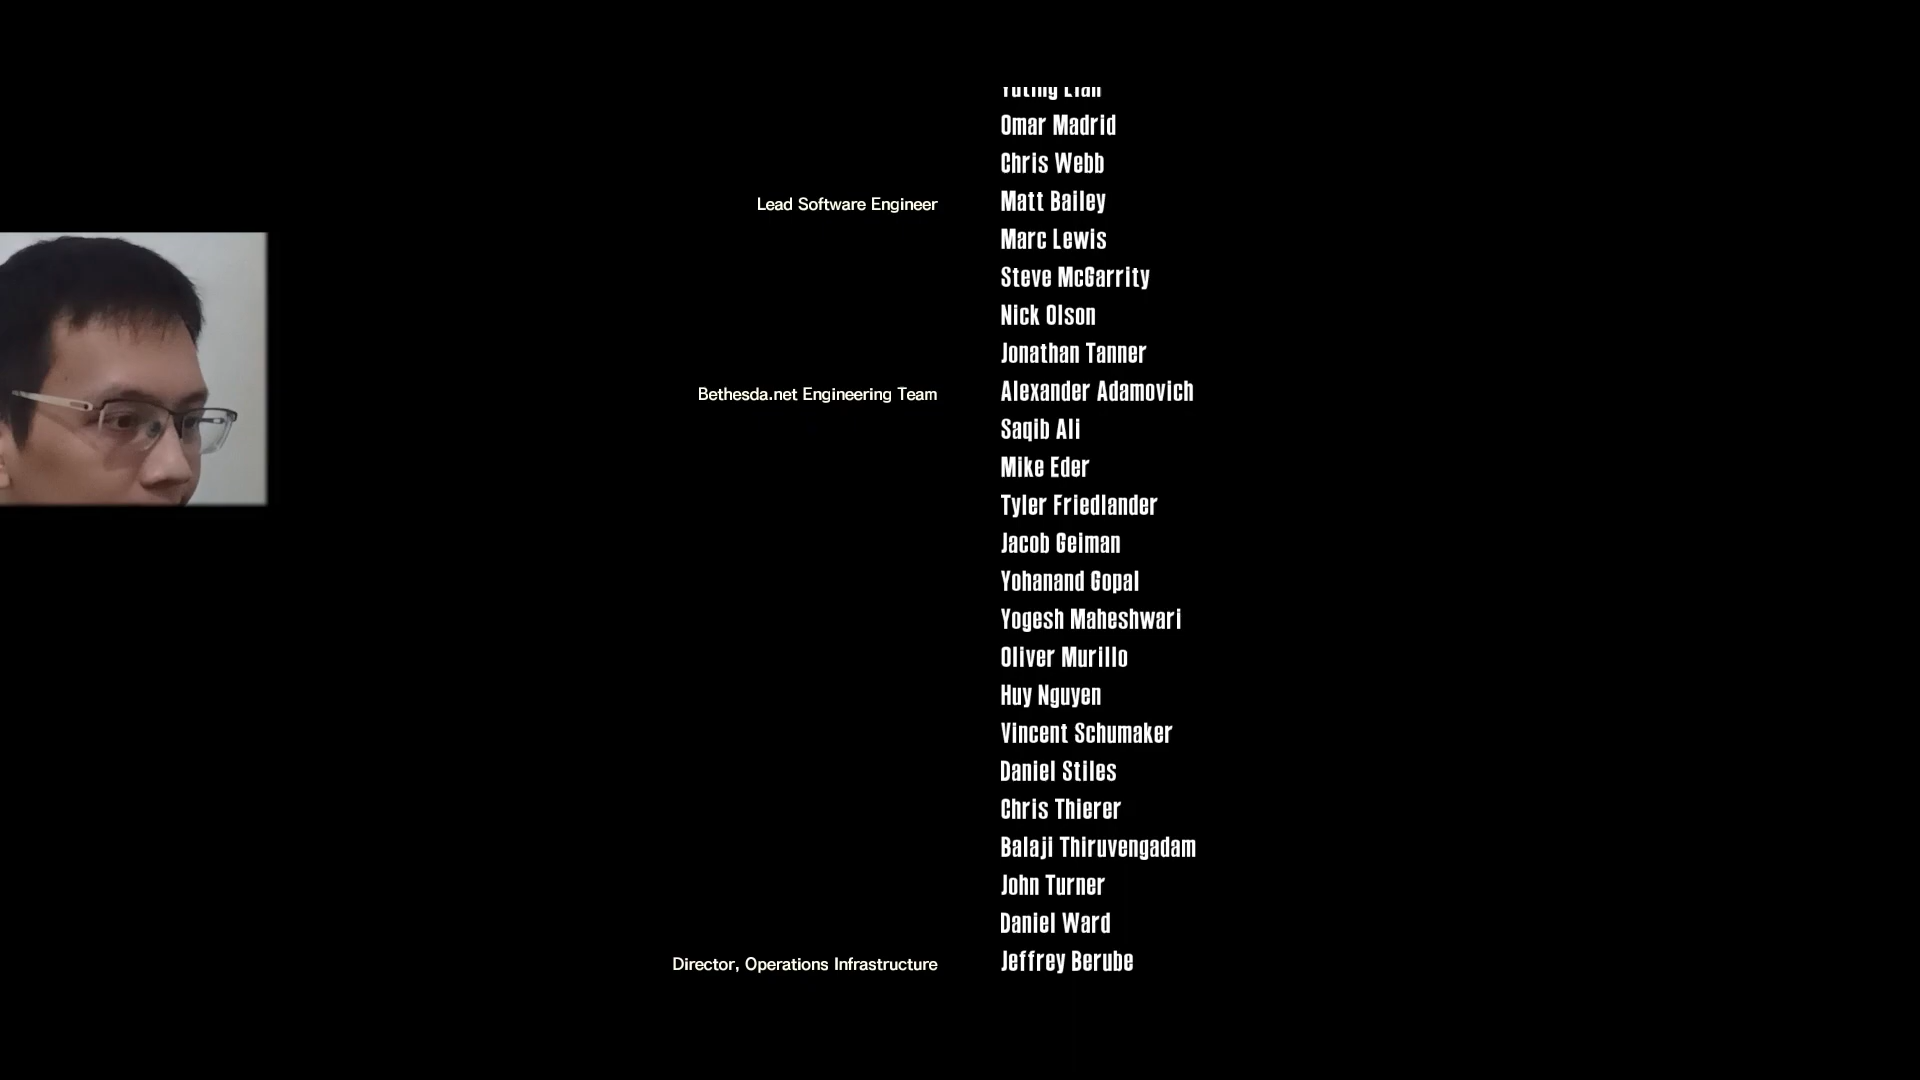 Omar Madrid
Chris Webb
Lead Software Engineer Matt Bailey
Marc Lewis
Steve McGarrity
Nick Olson
Jonathan Tanner
Bethesda.net Engineering Team Alexander Adamovich
Saqib Ali
Mike Eder
Tyler Friedlander
Jacob Geiman
Yohanand Gopal
Yogesh Maheshwari
Oliver Murillo
Huy Nguyen
Vincent Schumaker
Daniel Stiles
Chris Thierer
Balaji Thiruvengadam
John Turner
Daniel Ward
Director, Operations Infrastructure Jeffrey Berube